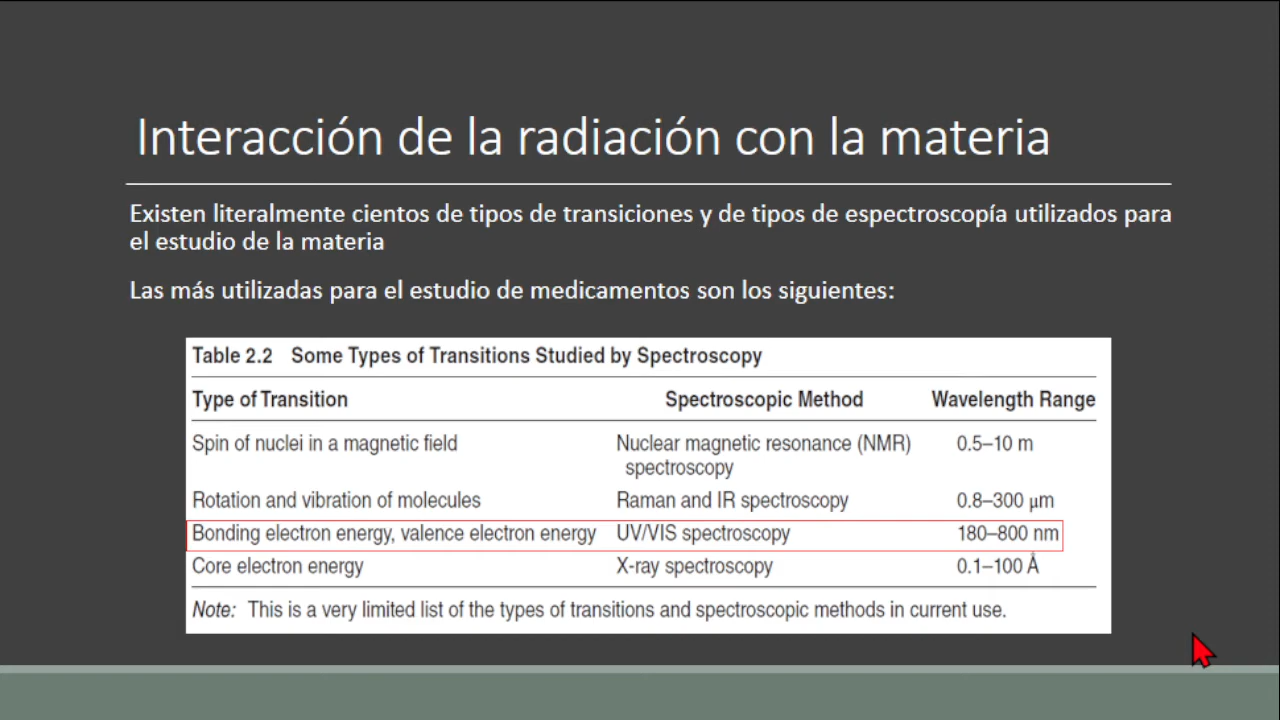 Interacción de la radiación con la materia
Existen literalmente cientos de tipos de transiciones y de tipos de espectroscopía utilizados para
el estudio de la materia
Las más utilizadas para el estudio de medicamentos son los siguientes:
Table 2.2 Some Types of Transitions Studied by Spectroscopy
Type of Transition Spectroscopic Method Wavelength Range
Spin of nuclei in a magnetic field Nuclear magnetic resonance (NMR) 0.5–10 m
spectroscopy
Rotation and vibration of molecules Raman and IR spectroscopy 0.8–300 μm
Bonding electron energy, valence electron energy UV/VIS spectroscopy 180–800 nm
Core electron energy X-ray spectroscopy 0.1–100 Å
Note: This is a very limited list of the types of transitions and spectroscopic methods in current use.